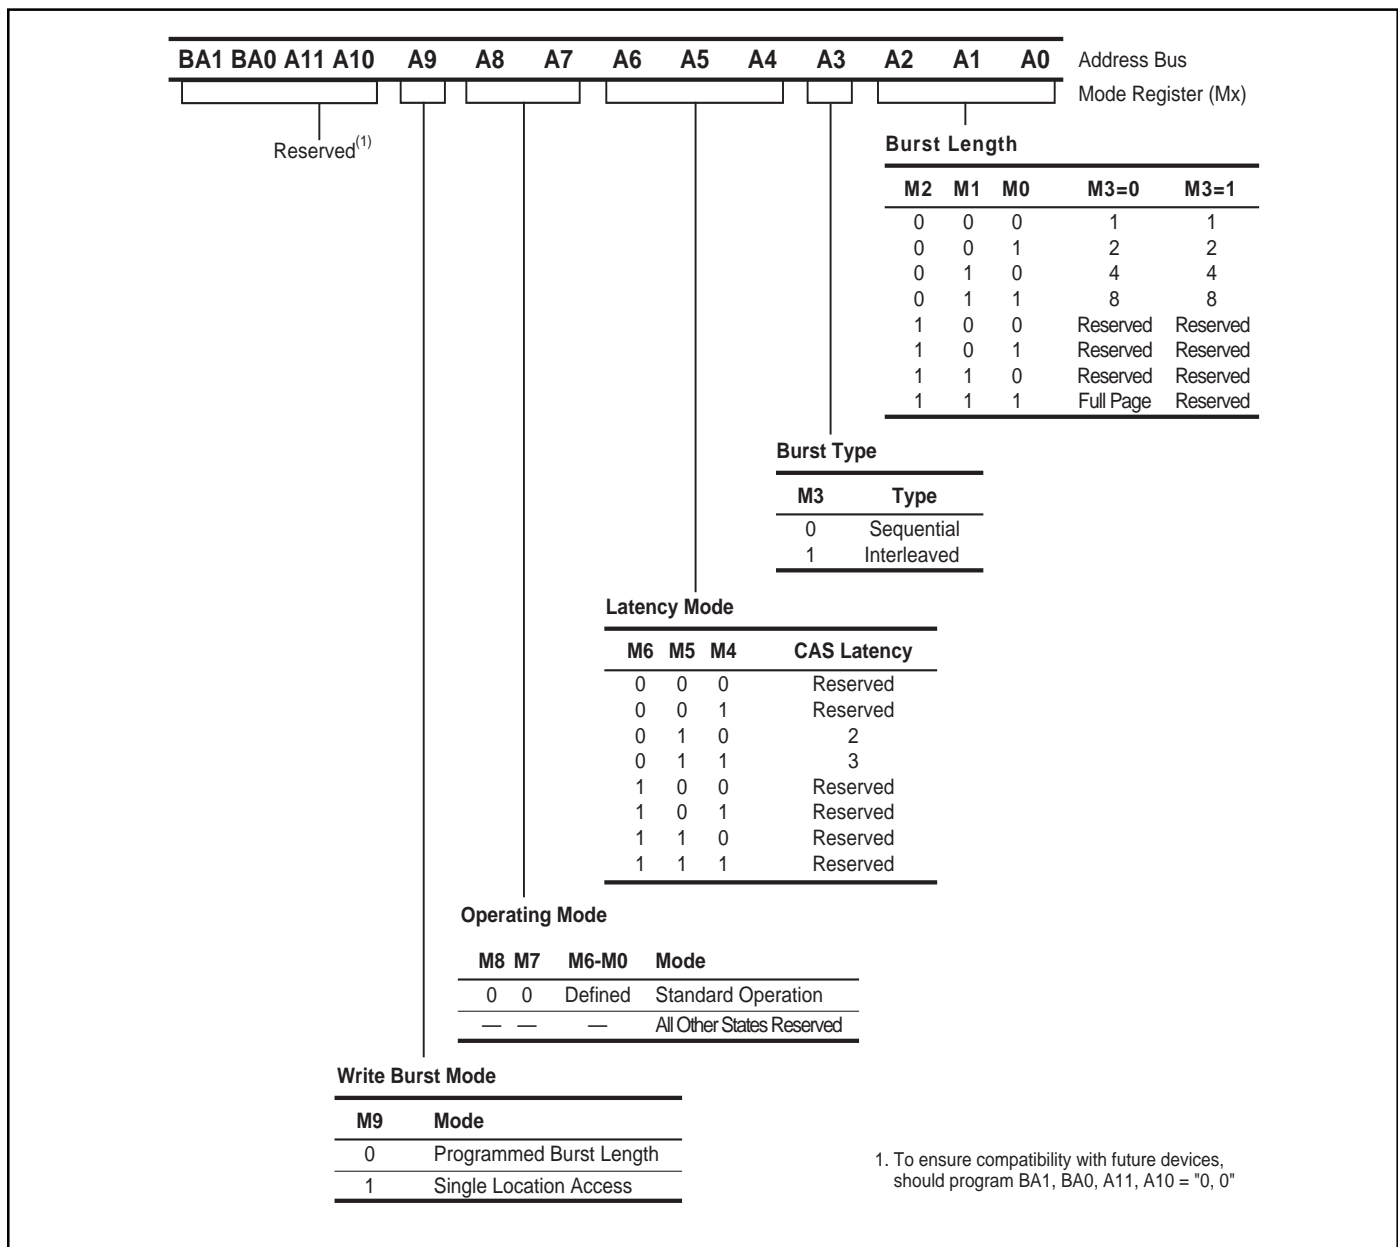 BA1 BA0 A11 A10 A9 A8 A7 A6 A5 A4 A3 A2 A1 A0 Address Bus
Mode Register (Mx)
Reserved(1)
Burst Length
M2 M1 M0 M3=0 M3=1
0 0 0 1 1
0 0 1 2 2
0 1 0 4 4
0 1 1 8 8
1 0 0 Reserved Reserved
1 0 1 Reserved Reserved
1 1 0 Reserved Reserved
1 1 1 Full Page Reserved
Burst Type
M3 Type
0 Sequential
1 Interleaved
Latency Mode
M6 M5 M4 CAS Latency
0 0 0 Reserved
0 0 1 Reserved
0 1 0 2
0 1 1 3
1 0 0 Reserved
1 0 1 Reserved
1 1 0 Reserved
1 1 1 Reserved
Operating Mode
M8 M7 M6-M0 Mode
0 0 Defined Standard Operation
— — — All Other States Reserved
Write Burst Mode
M9 Mode
0 Programmed Burst Length
1 Single Location Access
1. To ensure compatibility with future devices,
should program BA1, BA0, A11, A10 = "0, 0"